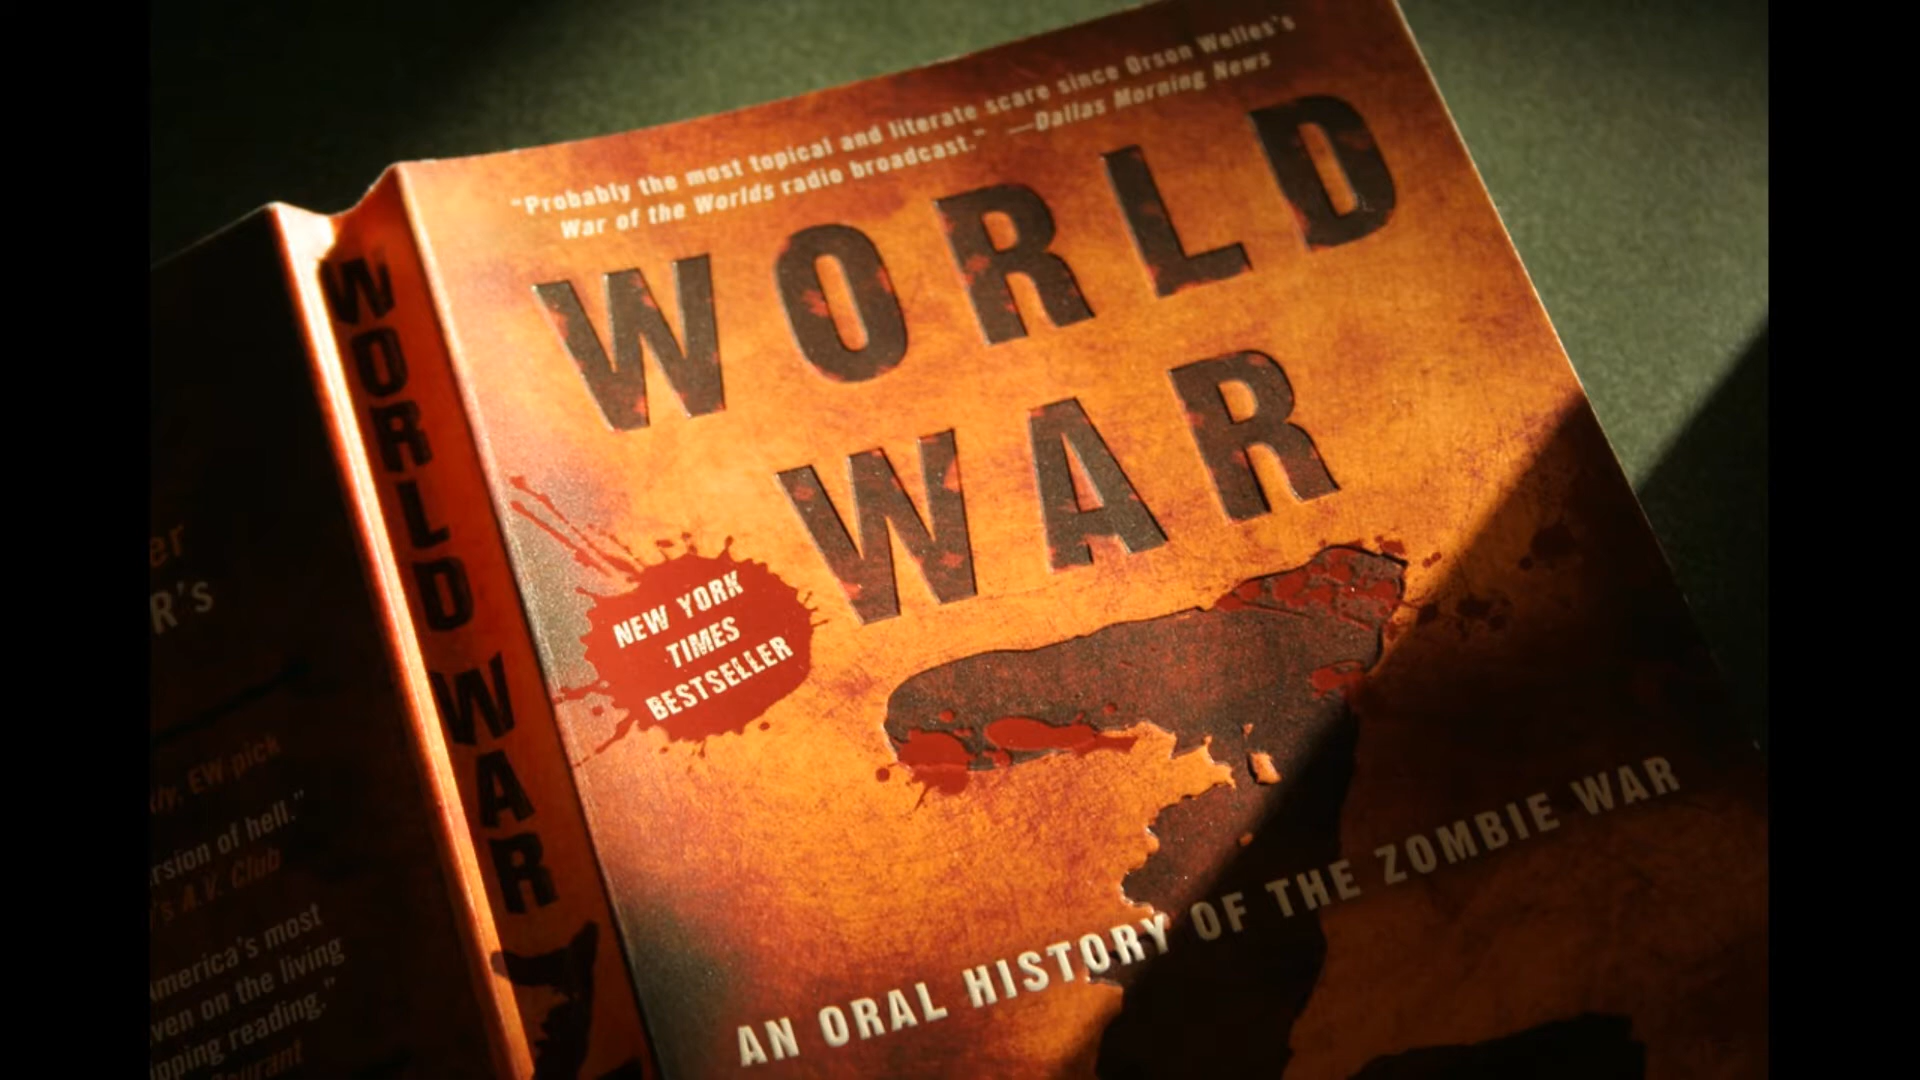 "Probably the most topical and literate scare since Orson Welles's
War of the Worlds radio broadcast." —Dallas Morning News
WORLD
WAR
Z
NEW YORK
TIMES
BESTSELLER
AN ORAL HISTORY OF THE ZOMBIE WAR
WORLD WAR Z
er
R's
EW pick
rsion of hell."
's A.V. Club
America's most
ven on the living
pping reading."
Courant